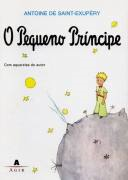 ANTOINE DE SAINT-EXUPÉRY
O Pequeno Príncipe
Com aquarelas do autor
AGIR